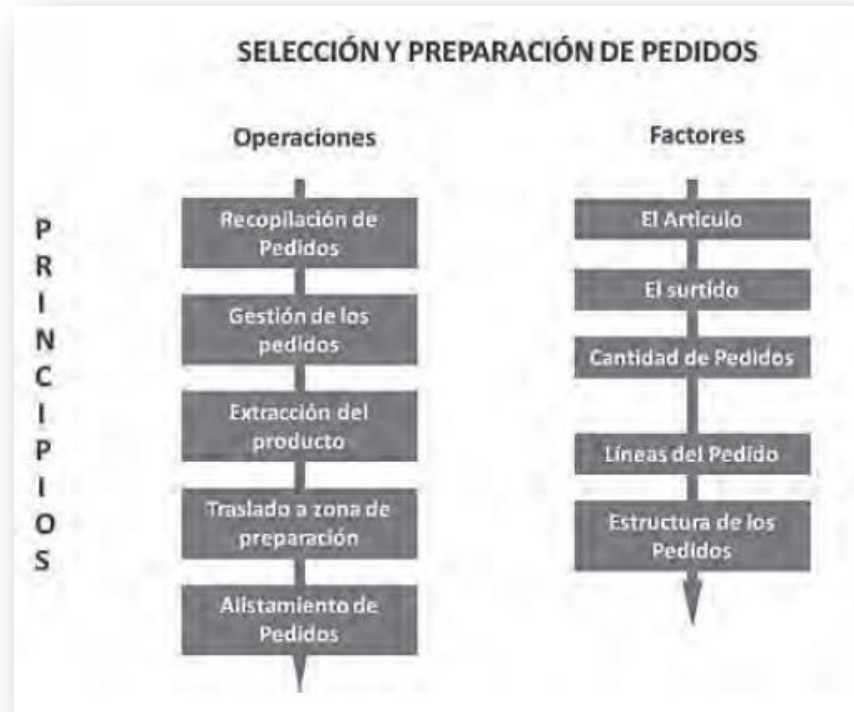 SELECCIÓN Y PREPARACIÓN DE PEDIDOS
Operaciones
Factores
PRINCIPIOS
Recopilación de
Pedidos
Gestión de los
pedidos
Extracción del
producto
Traslado a zona de
preparación
Alistamiento de
Pedidos
El Articulo
El surtido
Cantidad de Pedidos
Líneas del Pedido
Estructura de los
Pedidos